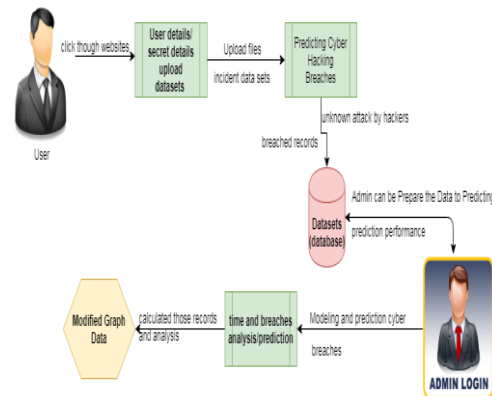 click though websites
User details/
secret details
upload
datasets
Upload files
incident data sets
Predicting Cyber
Hacking
Breaches
User
unknown attack by hackers
breached records
Datasets
(database)
Admin can be Prepare the Data to Predicting
prediction performance
Modified Graph
Data
calculated those records
and analysis
time and breaches
analysis/prediction
Modeling and prediction cyber
breaches
ADMIN LOGIN